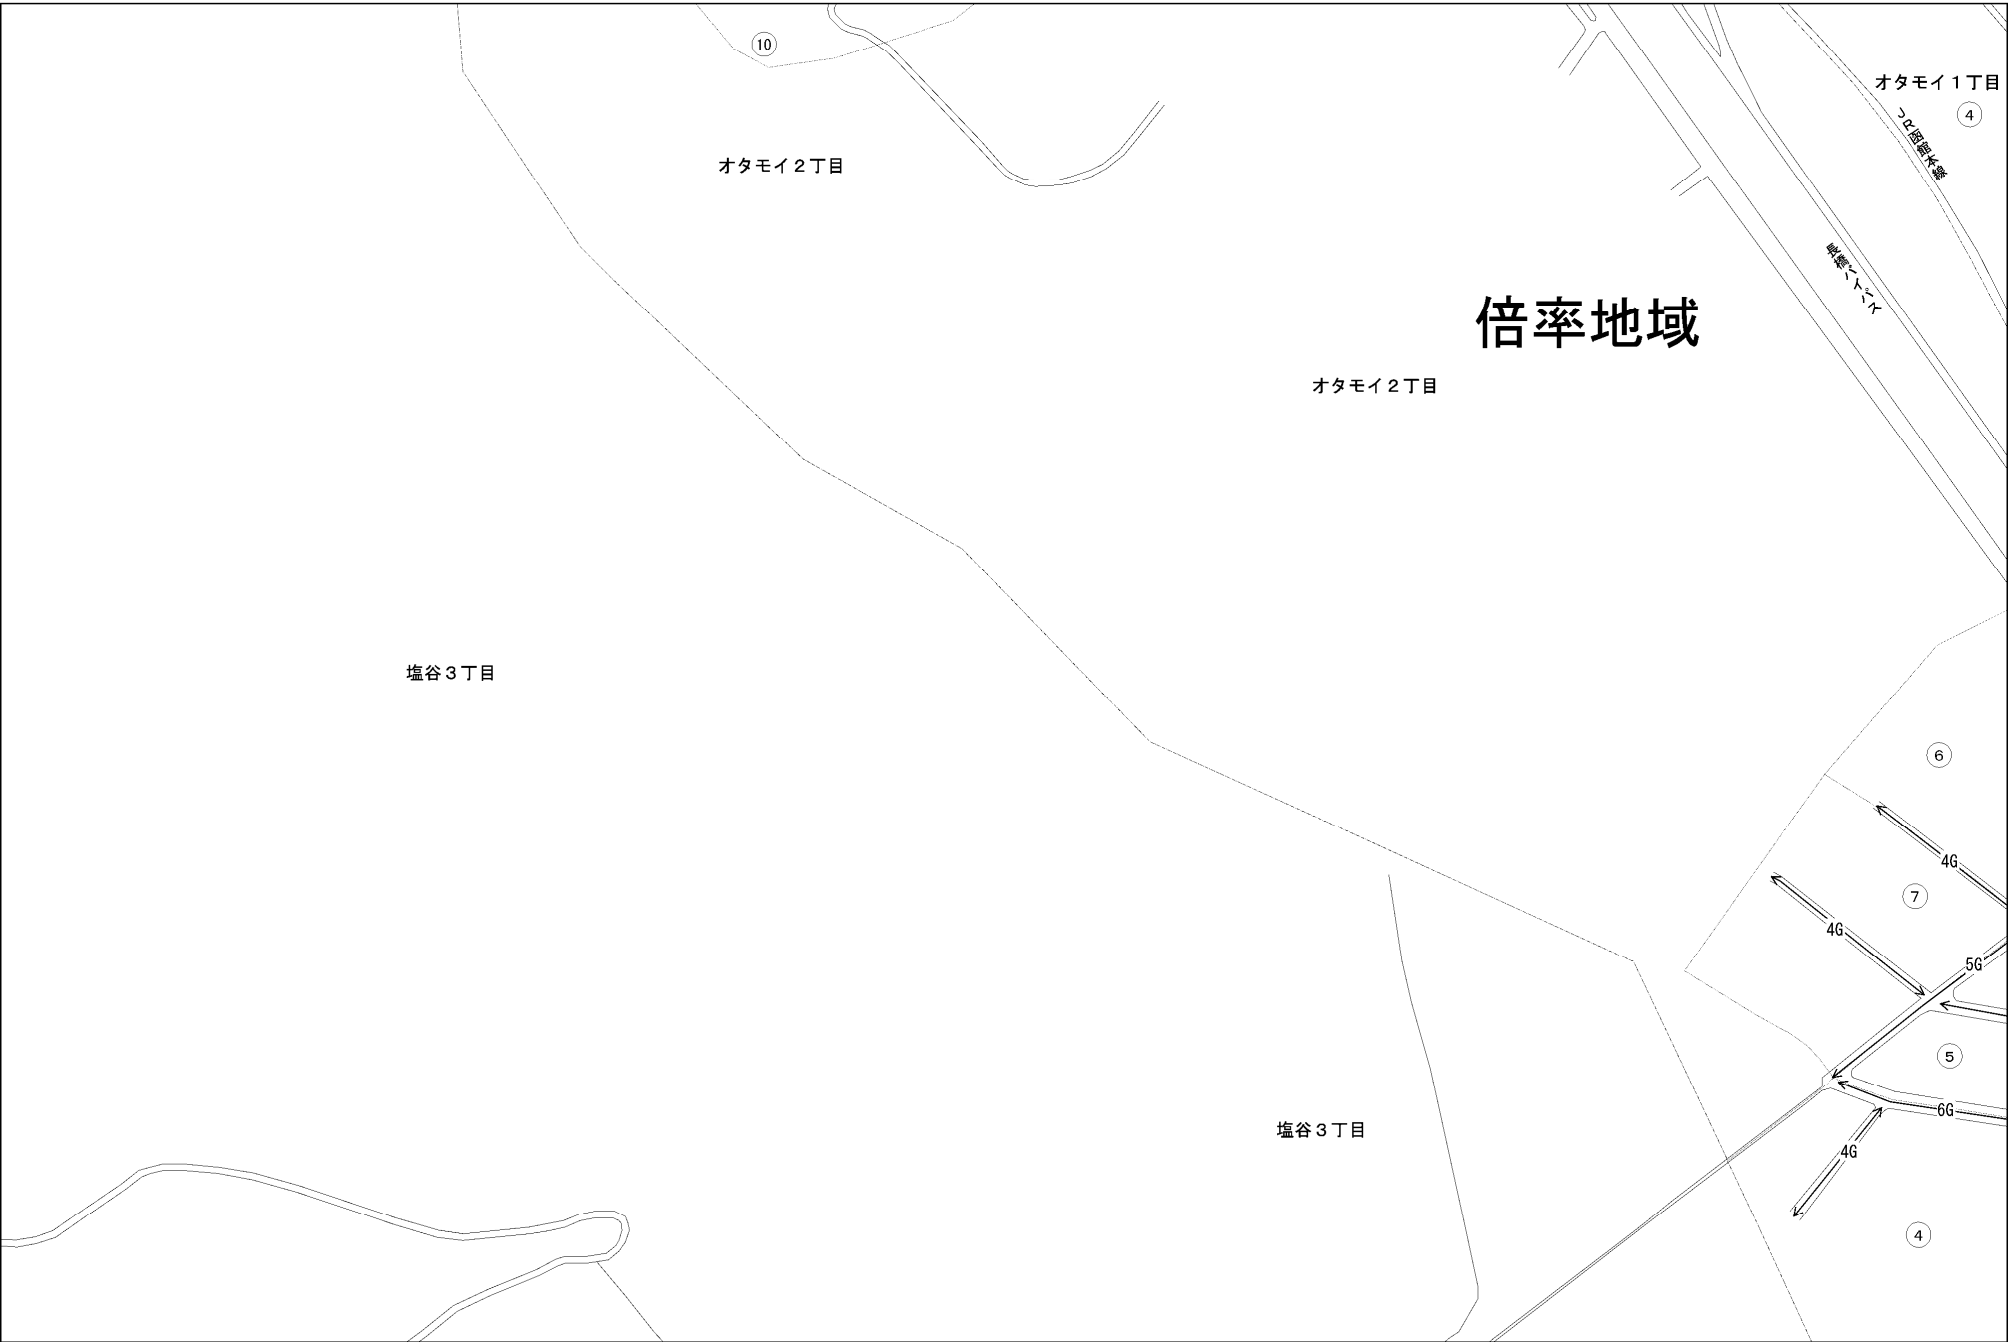 ⑩
オタモイ１丁目
④
ＪＲ函館本線
オタモイ２丁目
長橋バイパス
倍率地域
オタモイ２丁目
塩谷３丁目
⑥
4G
⑦
4G
5G
⑤
6G
塩谷３丁目
4G
④